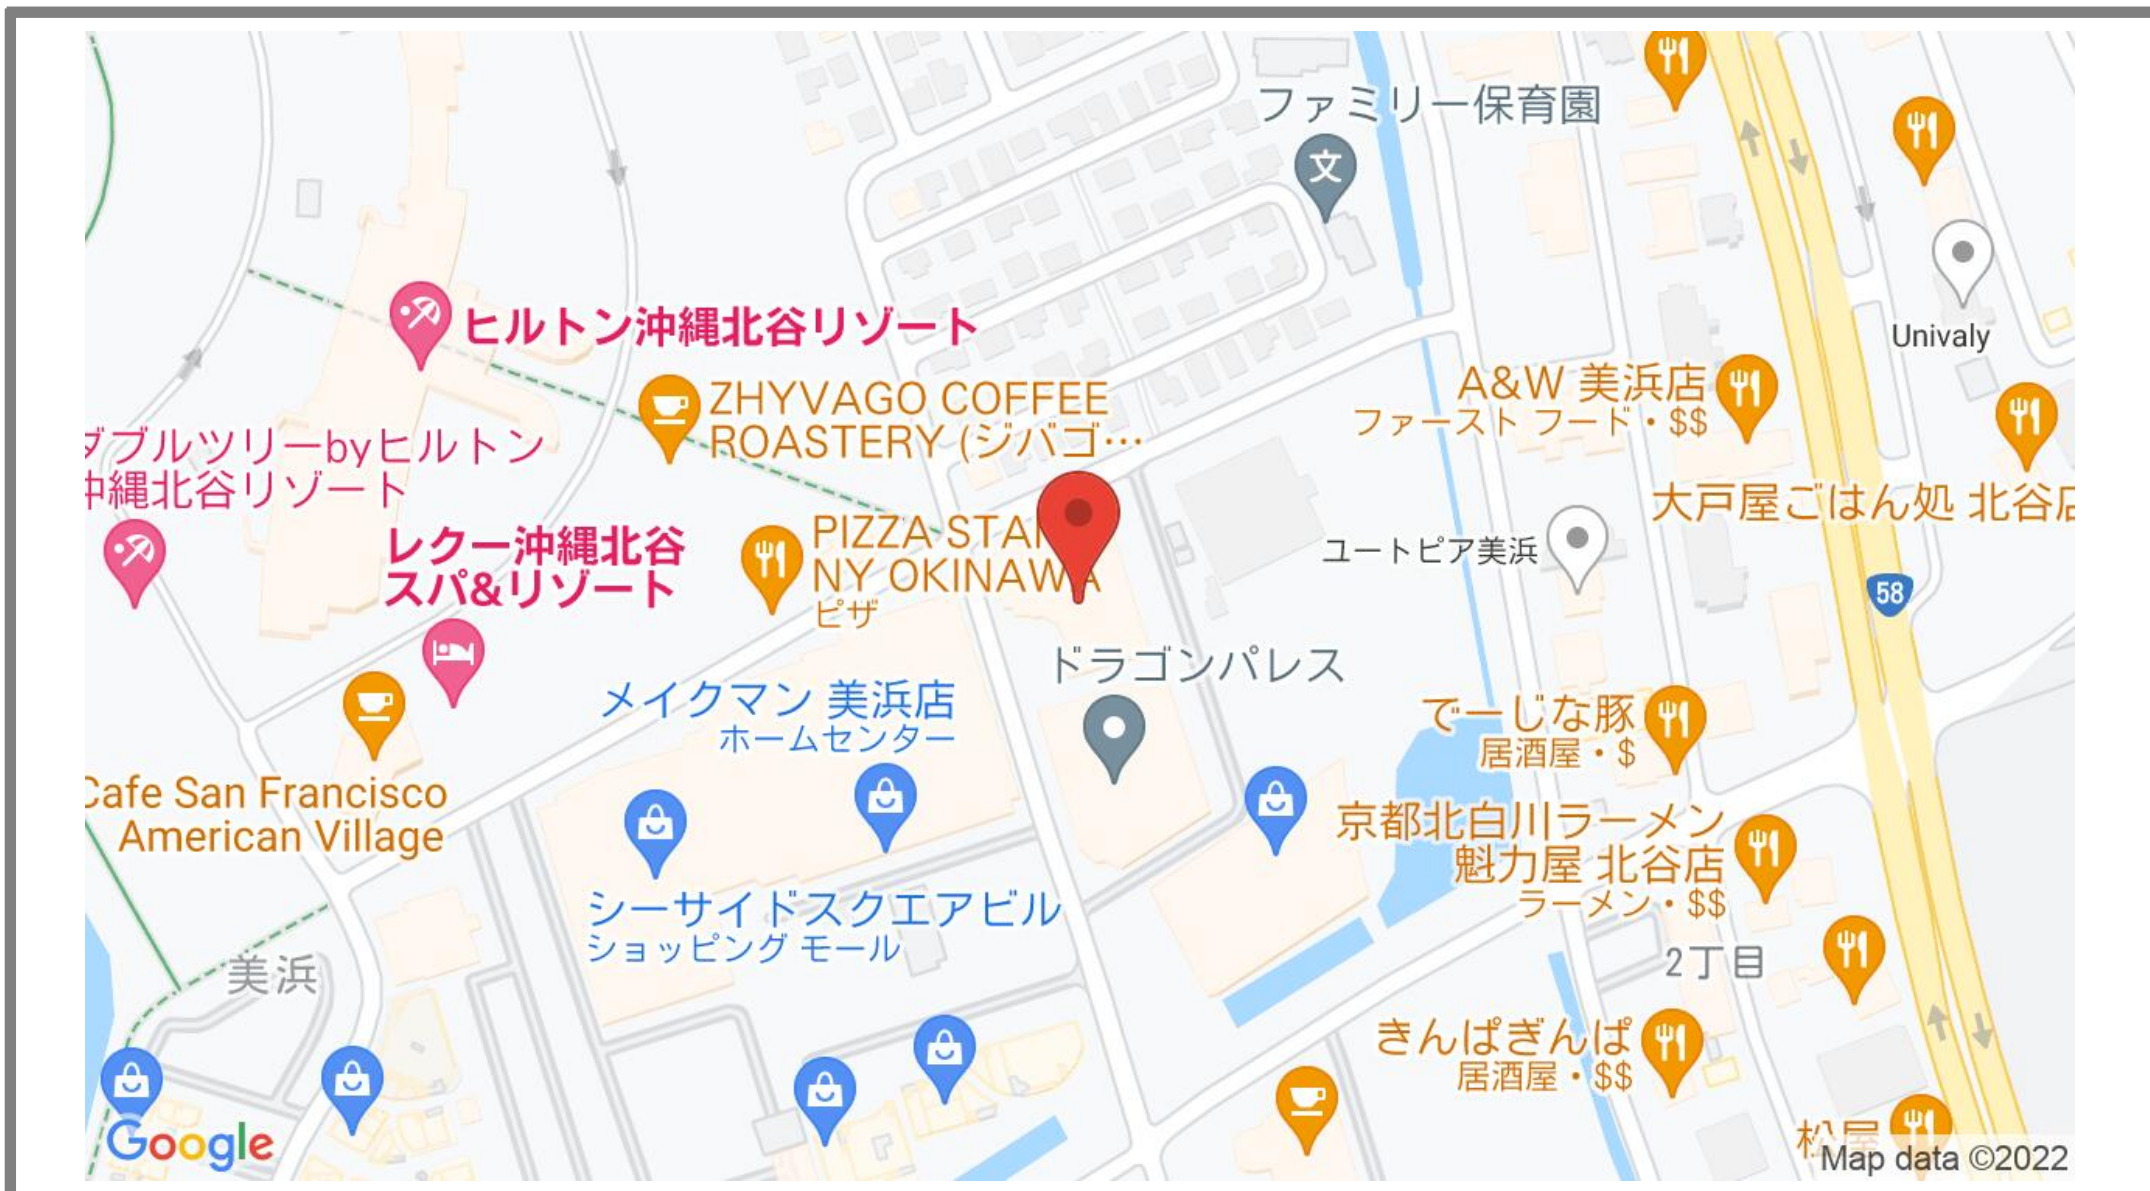 ファミリー保育園
文
Univaly
ヒルトン沖縄北谷リゾート
ZHYVAGO COFFEE
ROASTERY (ジバゴ…
A&W 美浜店
ファースト フード・$$
ダブルツリーbyヒルトン
沖縄北谷リゾート
大戸屋ごはん処 北谷店
レクー沖縄北谷
スパ&リゾート
PIZZA STA
NY OKINAWA
ピザ
ユートピア美浜
58
ドラゴンパレス
メイクマン 美浜店
ホームセンター
でーじな豚
居酒屋・$
Cafe San Francisco
American Village
京都北白川ラーメン
魁力屋 北谷店
ラーメン・$$
シーサイドスクエアビル
ショッピング モール
美浜
2丁目
きんぱぎんぱ
居酒屋・$$
松屋
Google
Map data ©2022